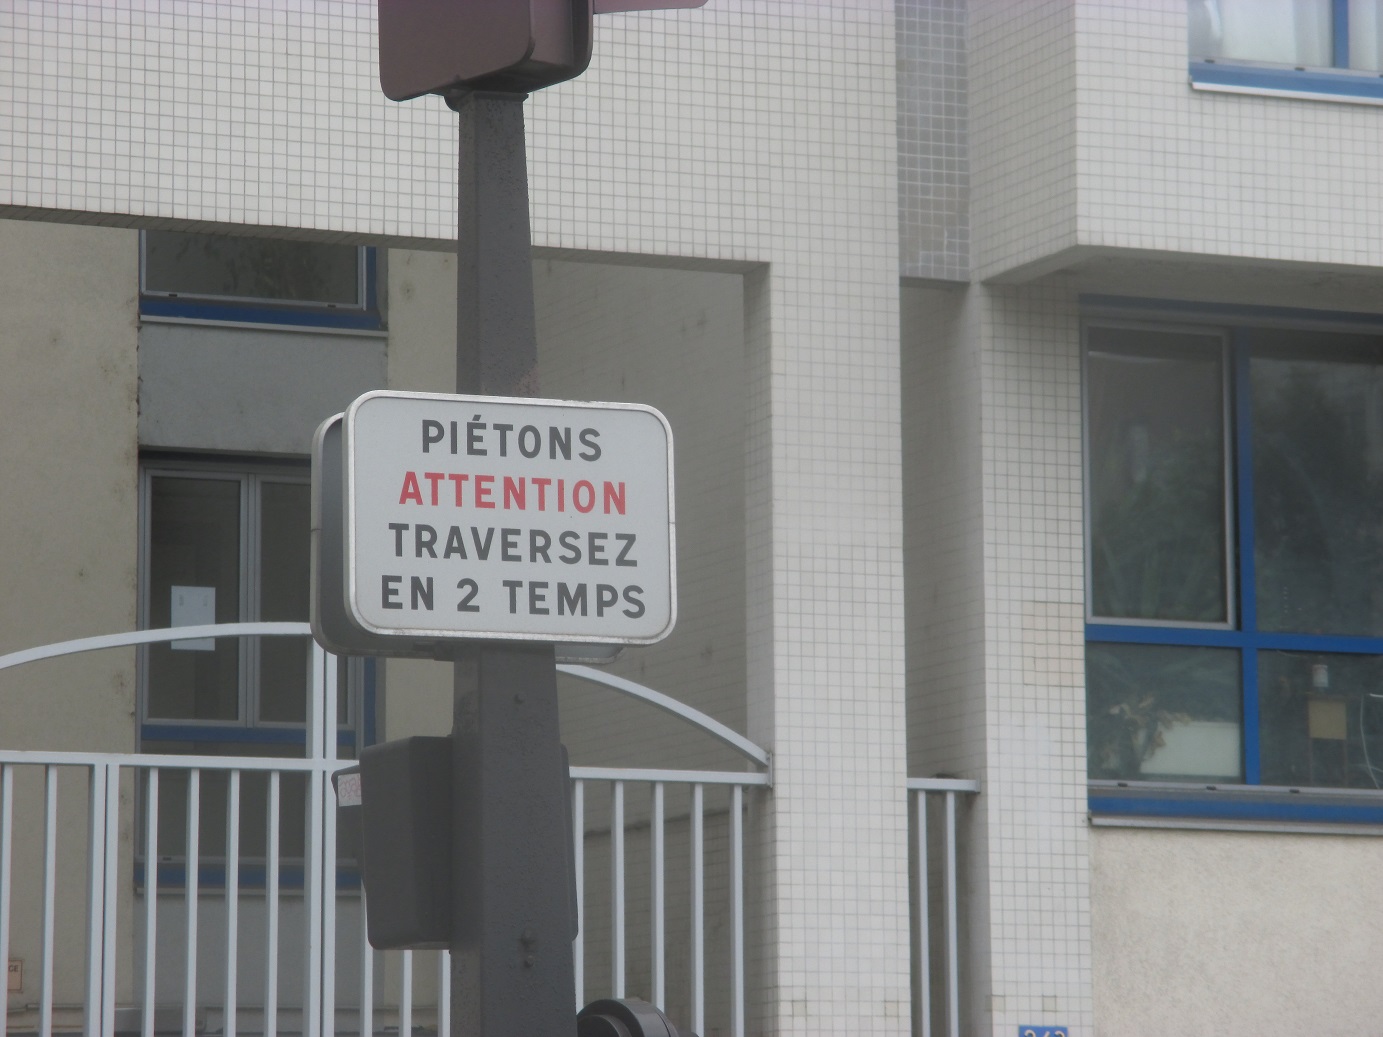 PIÉTONS
ATTENTION
TRAVERSEZ
EN 2 TEMPS